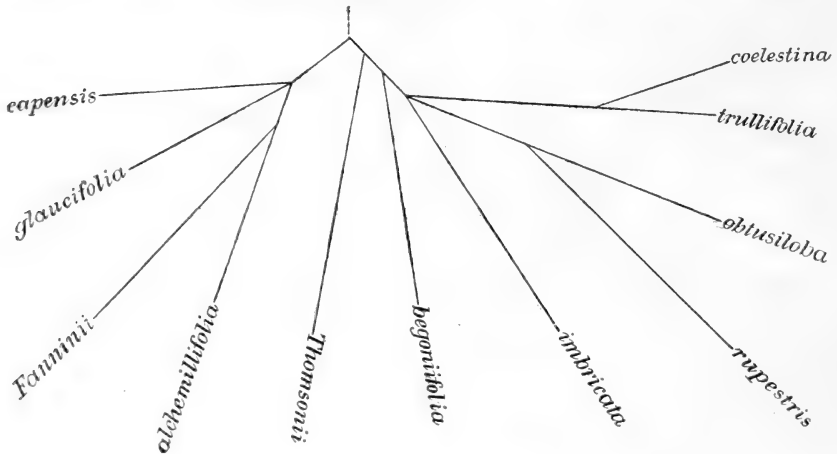 capensis
glaucifolia
Fanninii
alchemillifolia
Thomsonii
begoniifolia
imbricata
rupestris
obtusiloba
trullifolia
coelestina